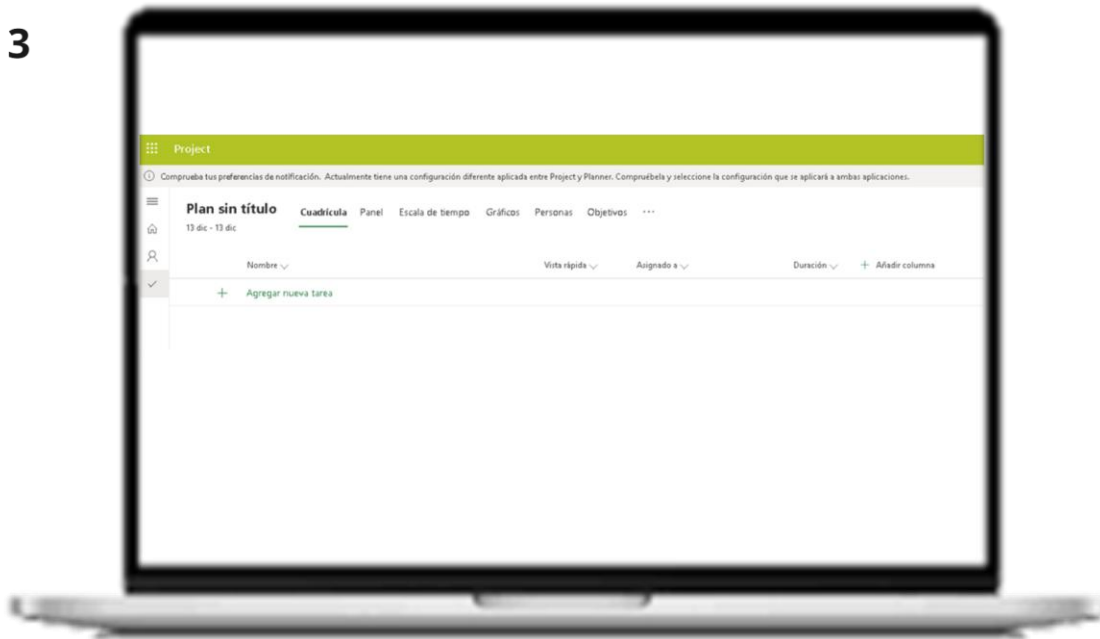 3
Project
Comprueba tus preferencias de notificación. Actualmente tiene una configuración diferente aplicada entre Project y Planner. Compruébela y seleccione la configuración que se aplicará a ambas aplicaciones.
Plan sin título Cuadrícula Panel Escala de tiempo Gráficos Personas Objetivos ...
13 dic - 13 dic
Nombre Vista rápida Asignado a Duración + Añadir columna
+ Agregar nueva tarea